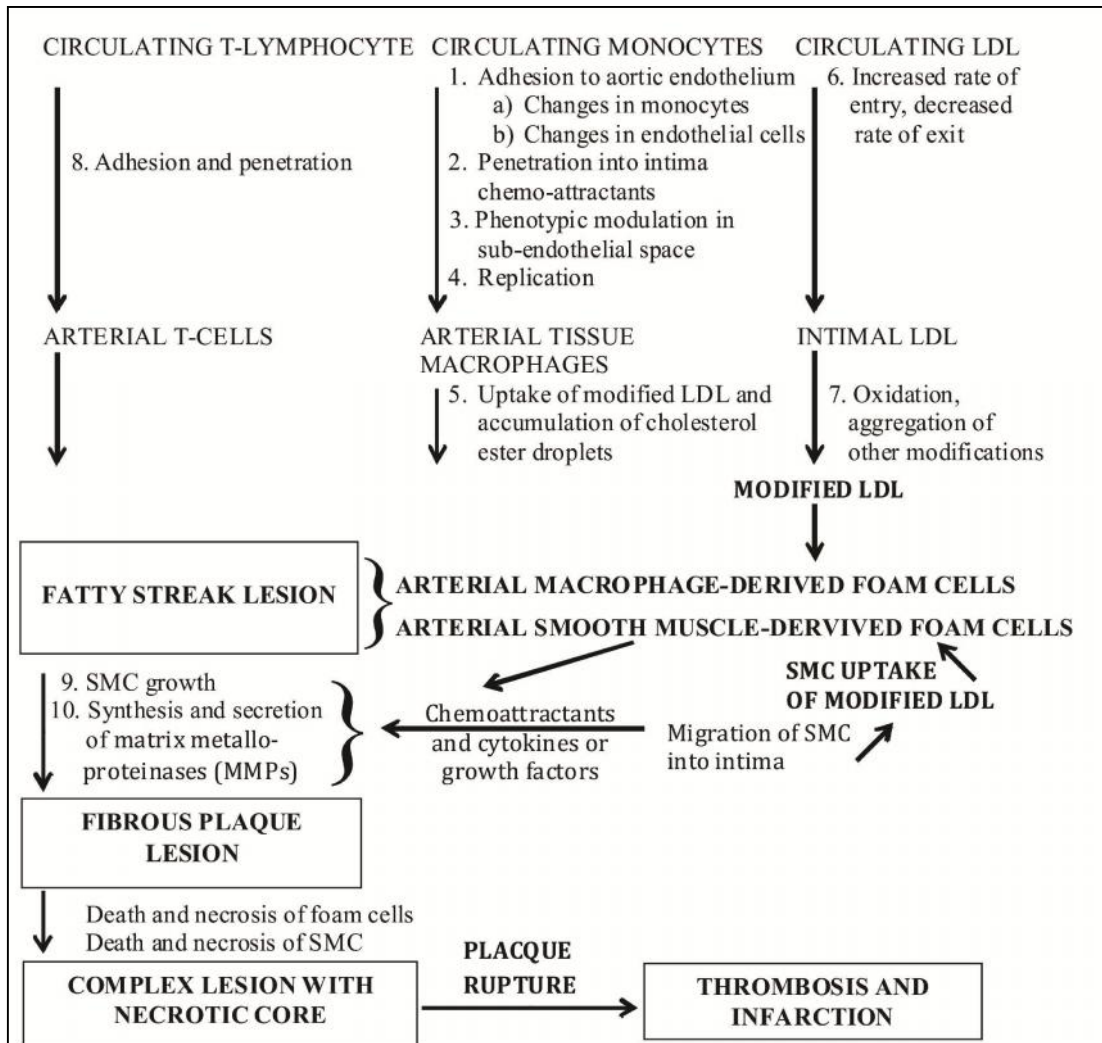 CIRCULATING T-LYMPHOCYTE
CIRCULATING MONOCYTES
CIRCULATING LDL
1. Adhesion to aortic endothelium
a) Changes in monocytes
b) Changes in endothelial cells
2. Penetration into intima
chemo-attractants
3. Phenotypic modulation in
sub-endothelial space
4. Replication
6. Increased rate of
entry, decreased
rate of exit
8. Adhesion and penetration
ARTERIAL T-CELLS
ARTERIAL TISSUE
MACROPHAGES
INTIMAL LDL
5. Uptake of modified LDL and
accumulation of cholesterol
ester droplets
7. Oxidation,
aggregation of
other modifications
MODIFIED LDL
FATTY STREAK LESION
ARTERIAL MACROPHAGE-DERIVED FOAM CELLS
ARTERIAL SMOOTH MUSCLE-DERVIVED FOAM CELLS
SMC UPTAKE
OF MODIFIED LDL
9. SMC growth
10. Synthesis and secretion
of matrix metallo-
proteinases (MMPs)
Chemoattractants
and cytokines or
growth factors
Migration of SMC
into intima
FIBROUS PLAQUE
LESION
Death and necrosis of foam cells
Death and necrosis of SMC
PLACQUE
RUPTURE
COMPLEX LESION WITH
NECROTIC CORE
THROMBOSIS AND
INFARCTION